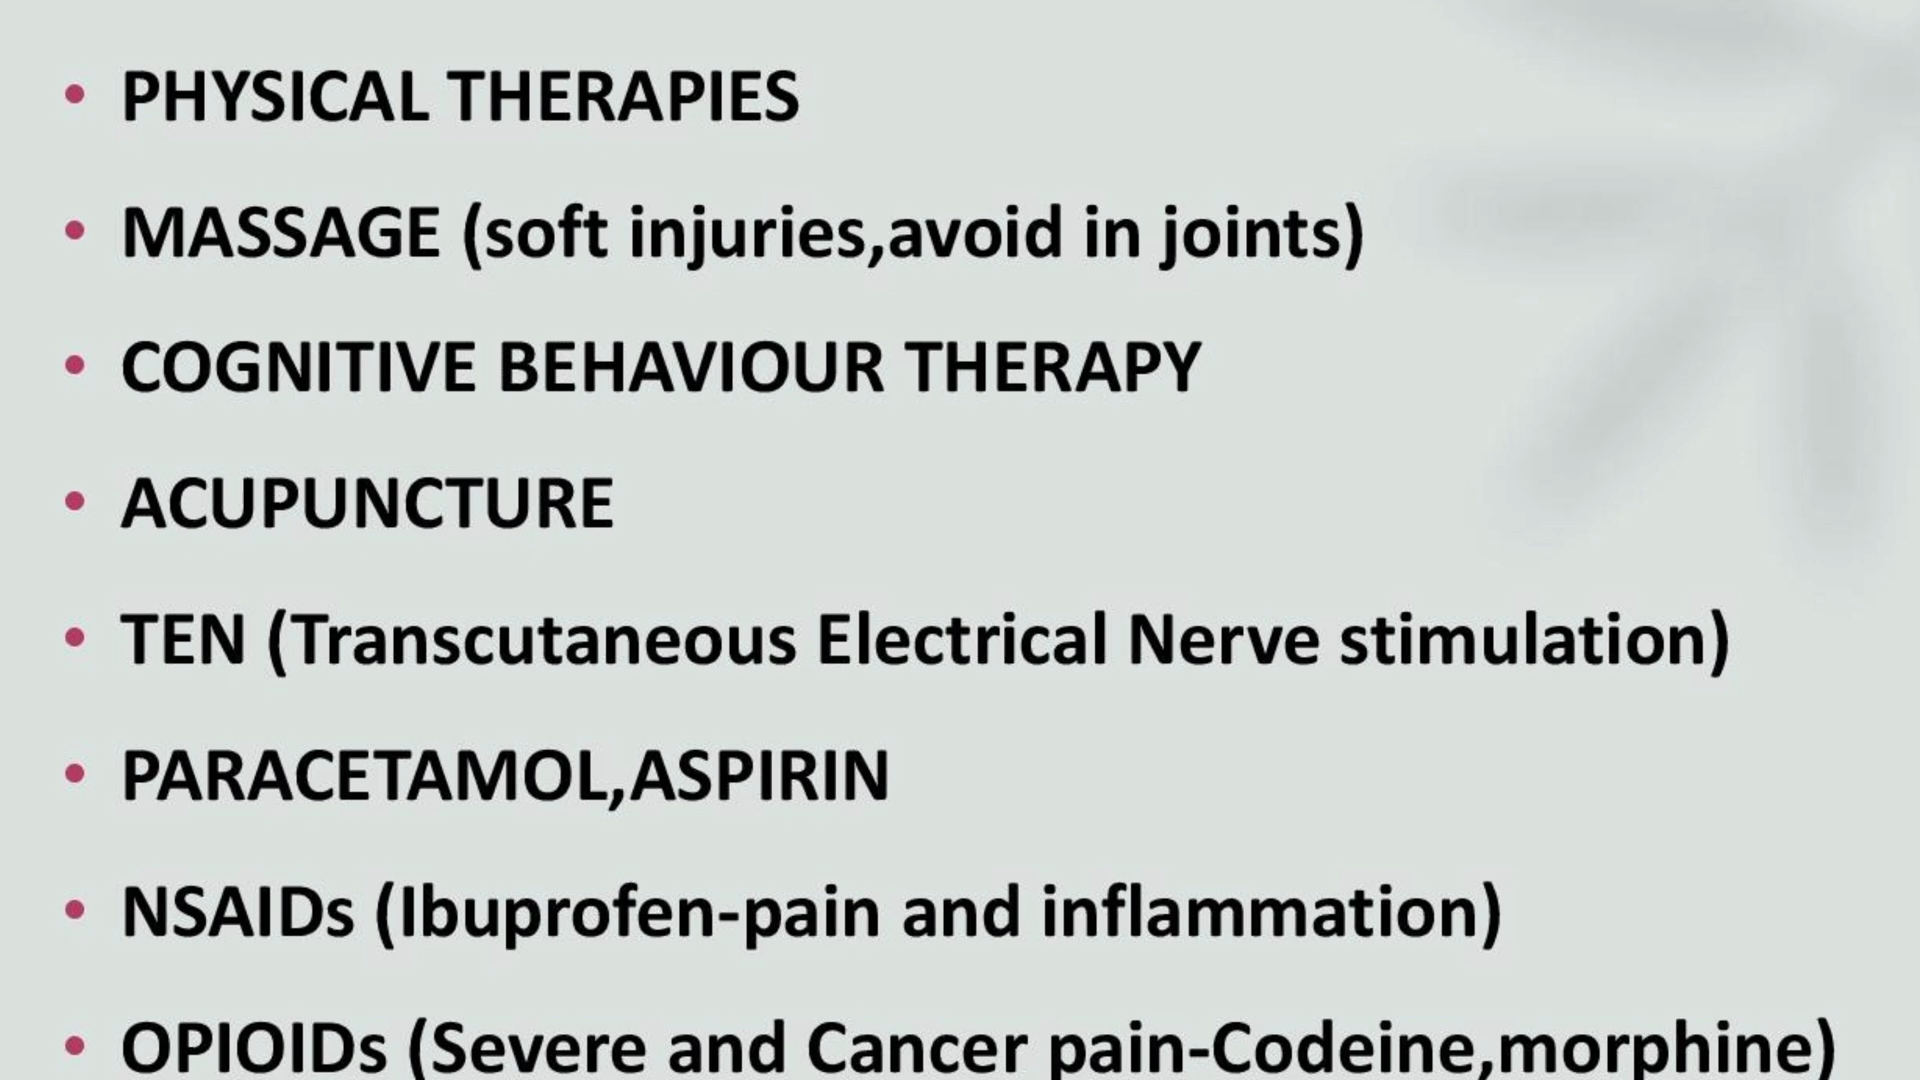 • PHYSICAL THERAPIES
• MASSAGE (soft injuries,avoid in joints)
• COGNITIVE BEHAVIOUR THERAPY
• ACUPUNCTURE
• TEN (Transcutaneous Electrical Nerve stimulation)
• PARACETAMOL,ASPIRIN
• NSAIDs (Ibuprofen-pain and inflammation)
• OPIOIDs (Severe and Cancer pain-Codeine,morphine)